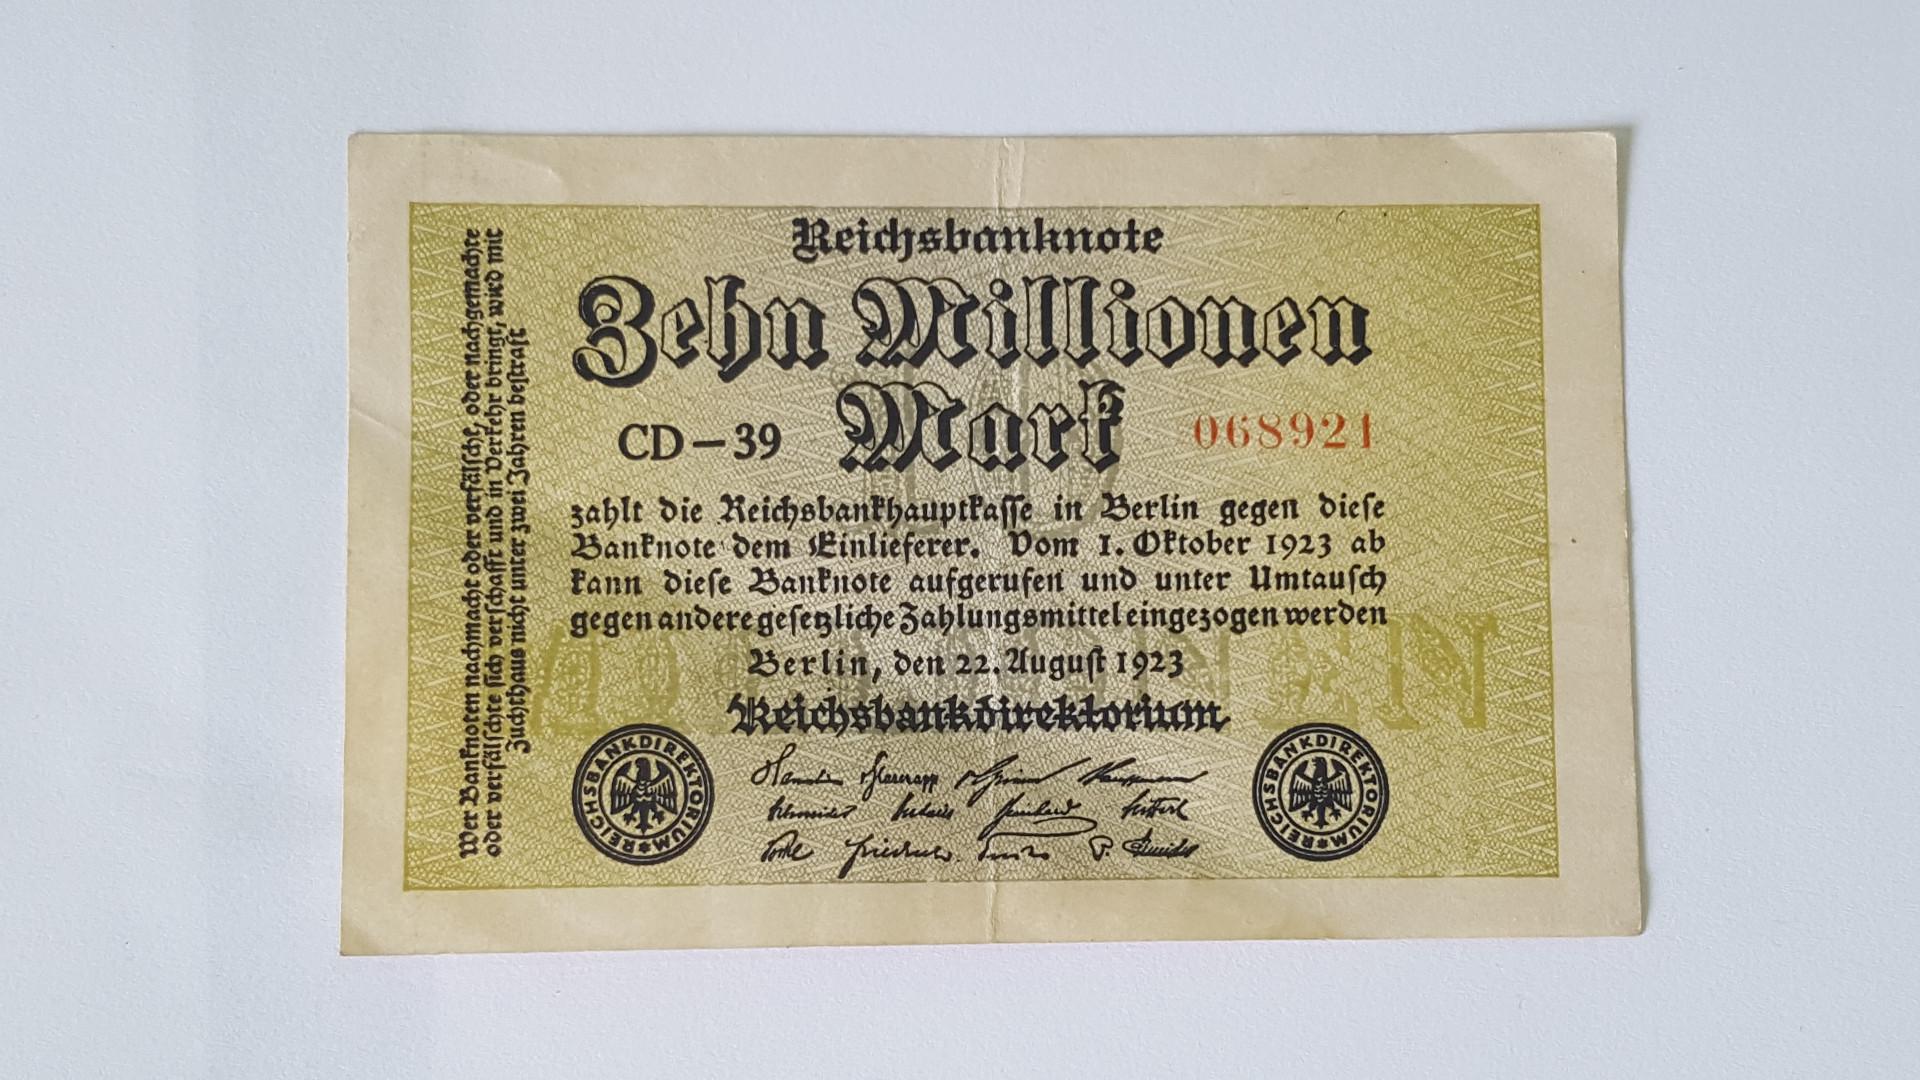 Reichsbanknote
Zehn Millionen
Mark
CD–39
068921
zahlt die Reichsbankhauptkasse in Berlin gegen diese
Banknote dem Einlieferer. Vom 1. Oktober 1923 ab
kann diese Banknote aufgerufen und unter Umtausch
gegen andere gesetzliche Zahlungsmittel eingezogen werden
Berlin, den 22. August 1923
Reichsbankdirektorium
REICHSBANKDIREKTORIUM
REICHSBANKDIREKTORIUM
Wer Banknoten nachmacht oder verfälscht, oder nachgemachte
oder verfälschte sich verschafft und in Verkehr bringt, wird mit
Zuchthaus nicht unter zwei Jahren bestraft